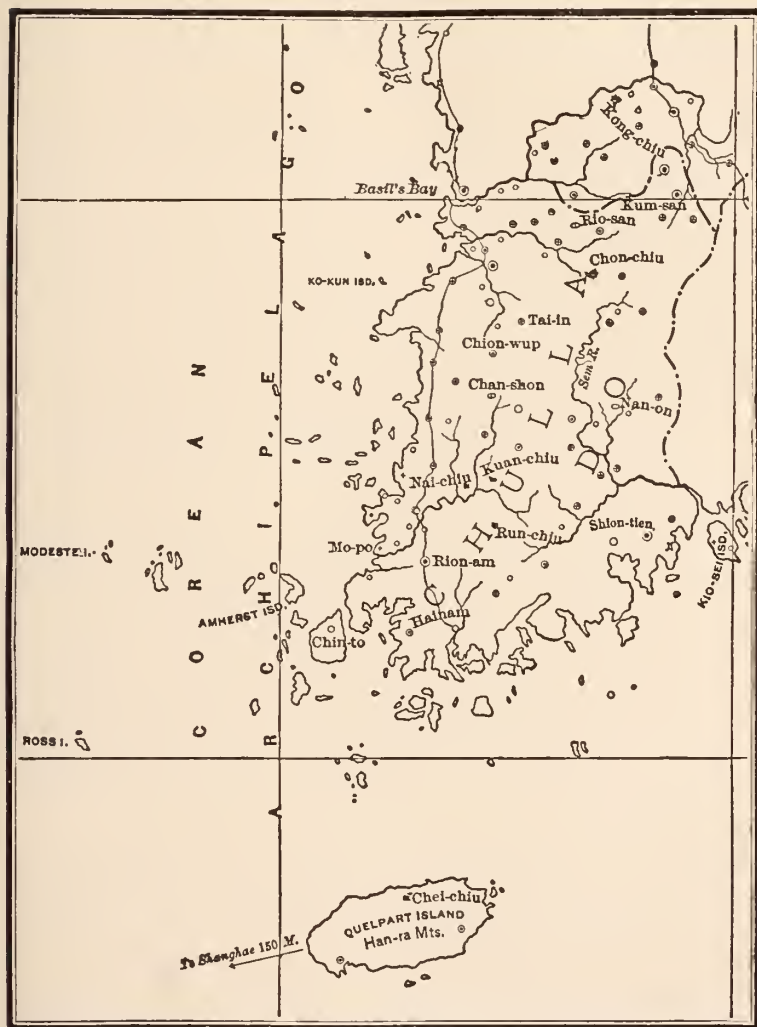 COREAN
ARCHIPELAGO
Kong-chiu
Basil's Bay
Kum-san
Rio-san
Chon-chiu
KO-KUN ISD.
Tai-in
Chion-wup
Sem R.
Chan-shon
Nan-on
CHULLA DO
Kuan-chiu
Nai-chiu
Run-chiu
Shion-tien
Mo-po
MODESTE I.
Rion-am
KIO-SEI ISD.
AMHERST ISD.
Hainam
Chin-to
ROSS I.
Chei-chiu
QUELPART ISLAND
Han-ra Mts.
To Shanghae 150 M.